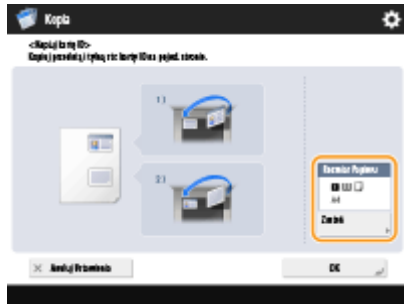 Kopia
<Kopiuj kartę ID>
Kopiuj przednią i tylną str. karty ID na pojed. stronie.
1)
2)
Rozmiar Papieru
A4
Zmień
Anuluj Ustawienia
OK